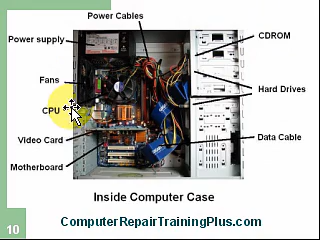 Power Cables
Power supply
CDROM
Fans
Hard Drives
CPU
Video Card
Data Cable
Motherboard
Inside Computer Case
10
ComputerRepairTrainingPlus.com